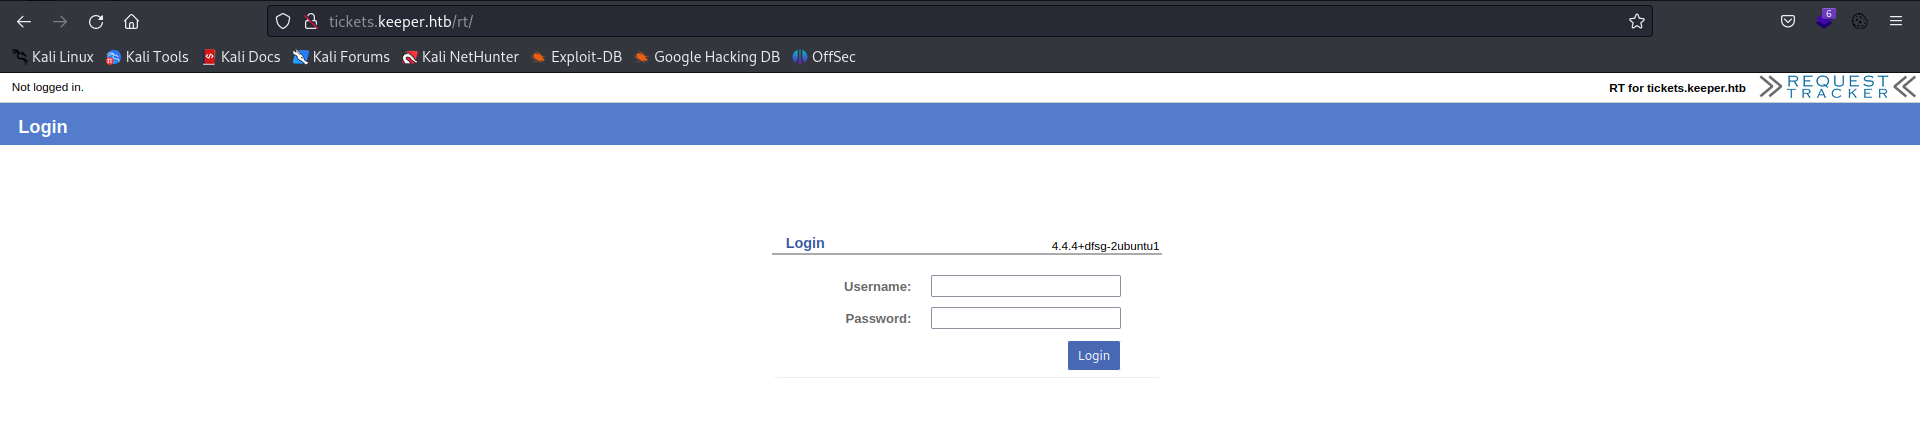 tickets.keeper.htb/rt/
6
Kali Linux Kali Tools Kali Docs Kali Forums Kali NetHunter Exploit-DB Google Hacking DB OffSec
Not logged in.
RT for tickets.keeper.htb
REQUEST
TRACKER
Login
Login
4.4.4+dfsg-2ubuntu1
Username:
Password:
Login